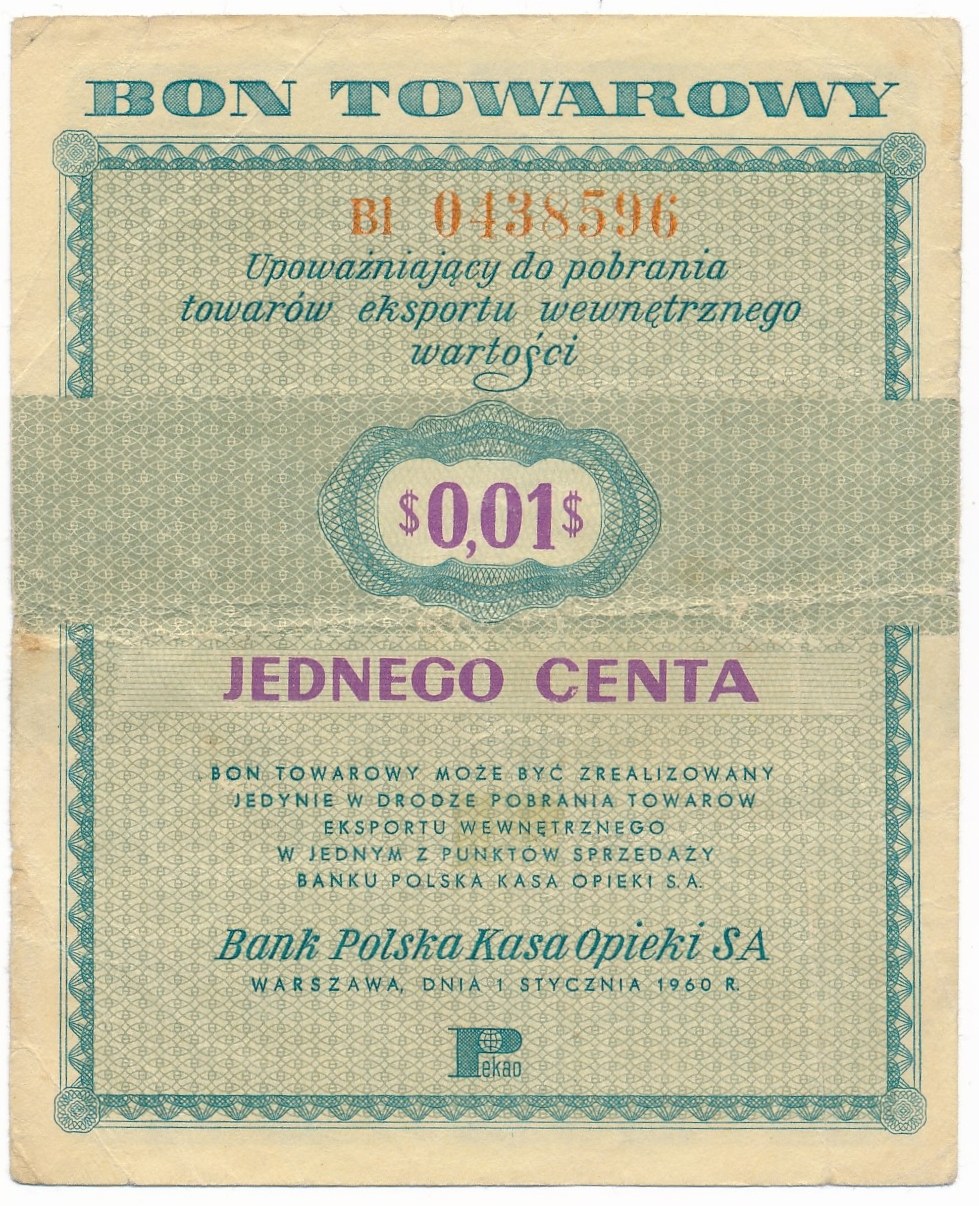 BON TOWAROWY
Bl 0438596
Upoważniający do pobrania
towarów eksportu wewnętrznego
wartości
$0,01$
JEDNEGO CENTA
BON TOWAROWY MOŻE BYĆ ZREALIZOWANY
JEDYNIE W DRODZE POBRANIA TOWARÓW
EKSPORTU WEWNĘTRZNEGO
W JEDNYM Z PUNKTÓW SPRZEDAŻY
BANKU POLSKA KASA OPIEKI S.A.
Bank Polska Kasa Opieki SA
WARSZAWA, DNIA 1 STYCZNIA 1960 R.
Pekao